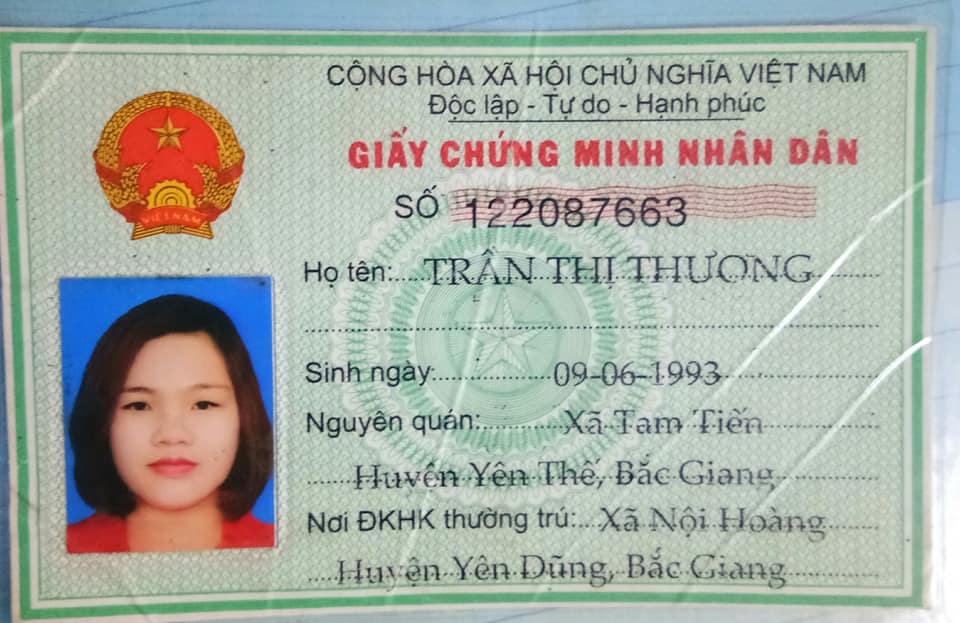 CỘNG HÒA XÃ HỘI CHỦ NGHĨA VIỆT NAM
Độc lập - Tự do - Hạnh phúc
GIẤY CHỨNG MINH NHÂN DÂN
SỐ 122087663
Họ tên: TRẦN THỊ THƯƠNG
Sinh ngày 09-06-1993
Nguyên quán: Xã Tam Tiến
Huyện Yên Thế, Bắc Giang
Nơi ĐKHK thường trú: Xã Nội Hoàng
Huyện Yên Dũng, Bắc Giang
VIỆT NAM